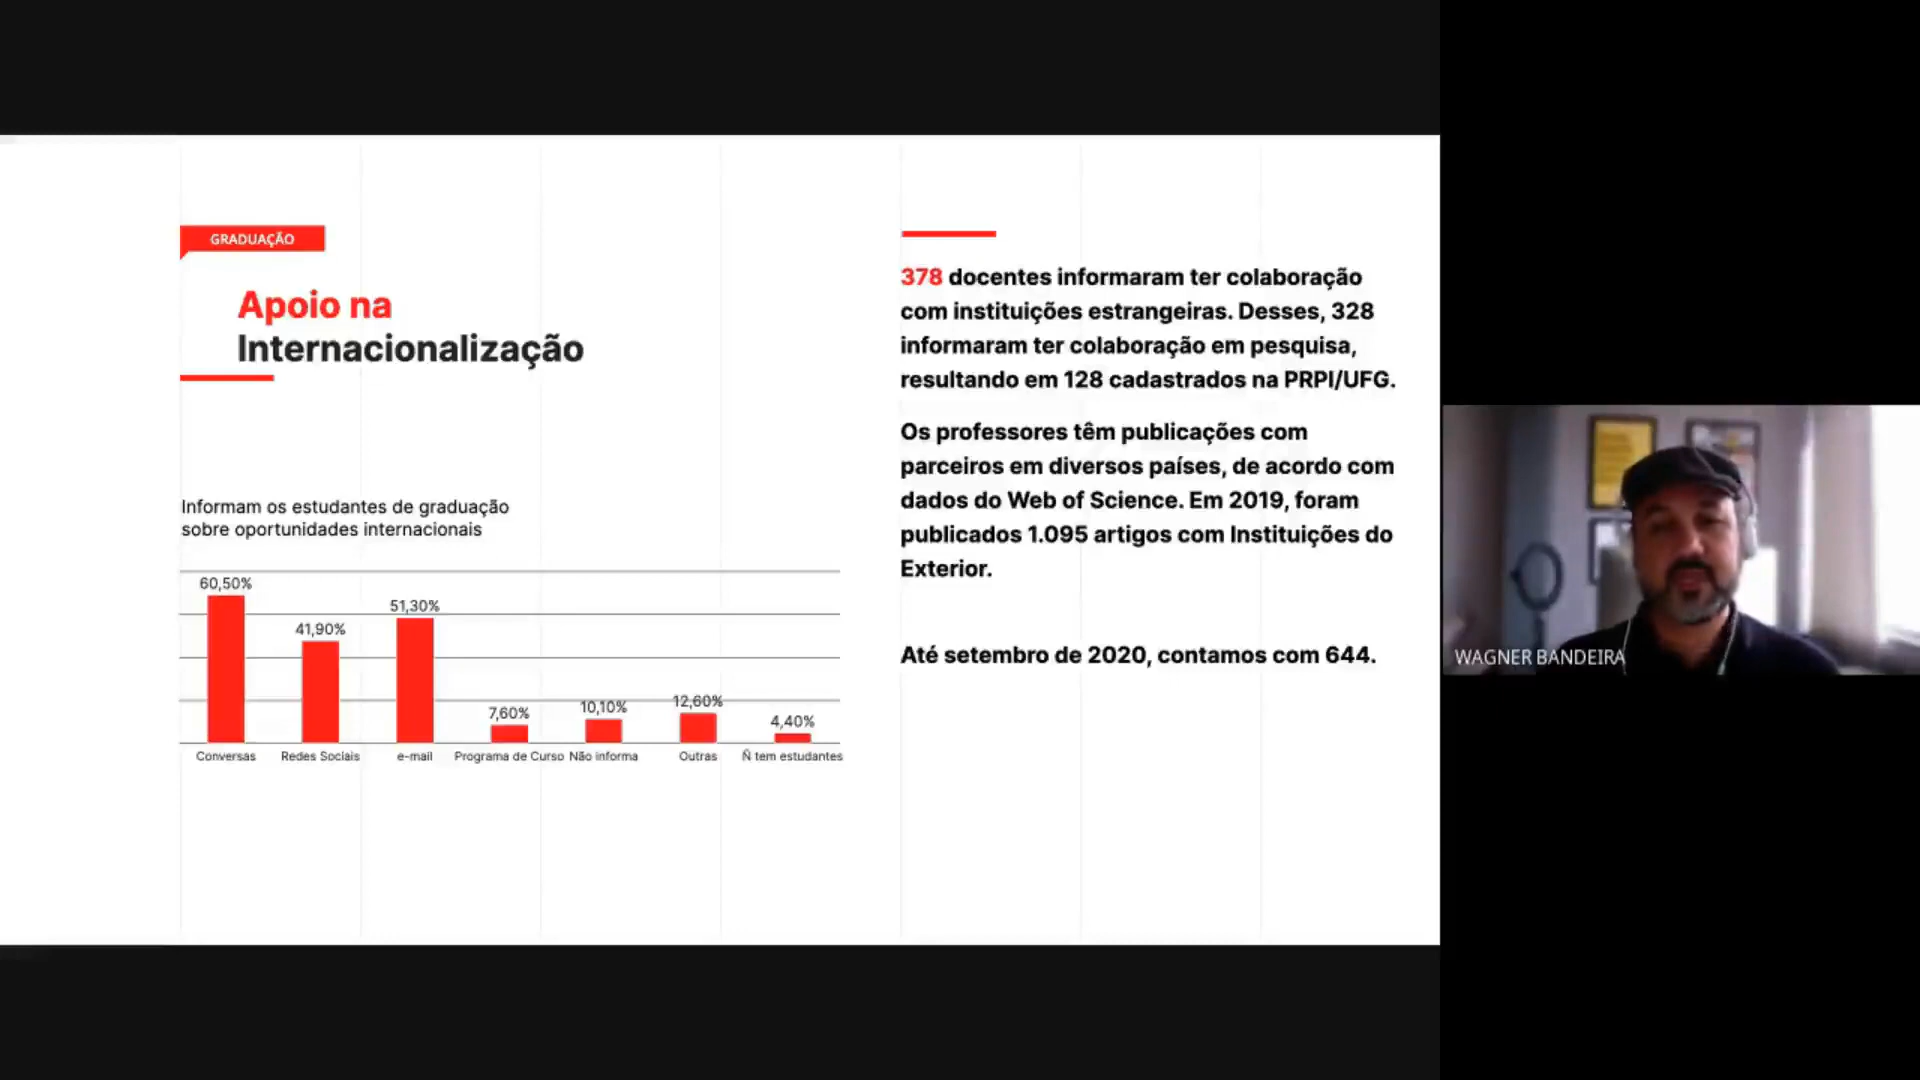 GRADUAÇÃO
Apoio na
Internacionalização
Informam os estudantes de graduação
sobre oportunidades internacionais
60,50%
41,90%
51,30%
7,60%
10,10%
12,60%
4,40%
Conversas
Redes Sociais
e-mail
Programa de Curso
Não informa
Outras
Ñ tem estudantes
378 docentes informaram ter colaboração
com instituições estrangeiras. Desses, 328
informaram ter colaboração em pesquisa,
resultando em 128 cadastrados na PRPI/UFG.
Os professores têm publicações com
parceiros em diversos países, de acordo com
dados do Web of Science. Em 2019, foram
publicados 1.095 artigos com Instituições do
Exterior.
Até setembro de 2020, contamos com 644.
WAGNER BANDEIRA